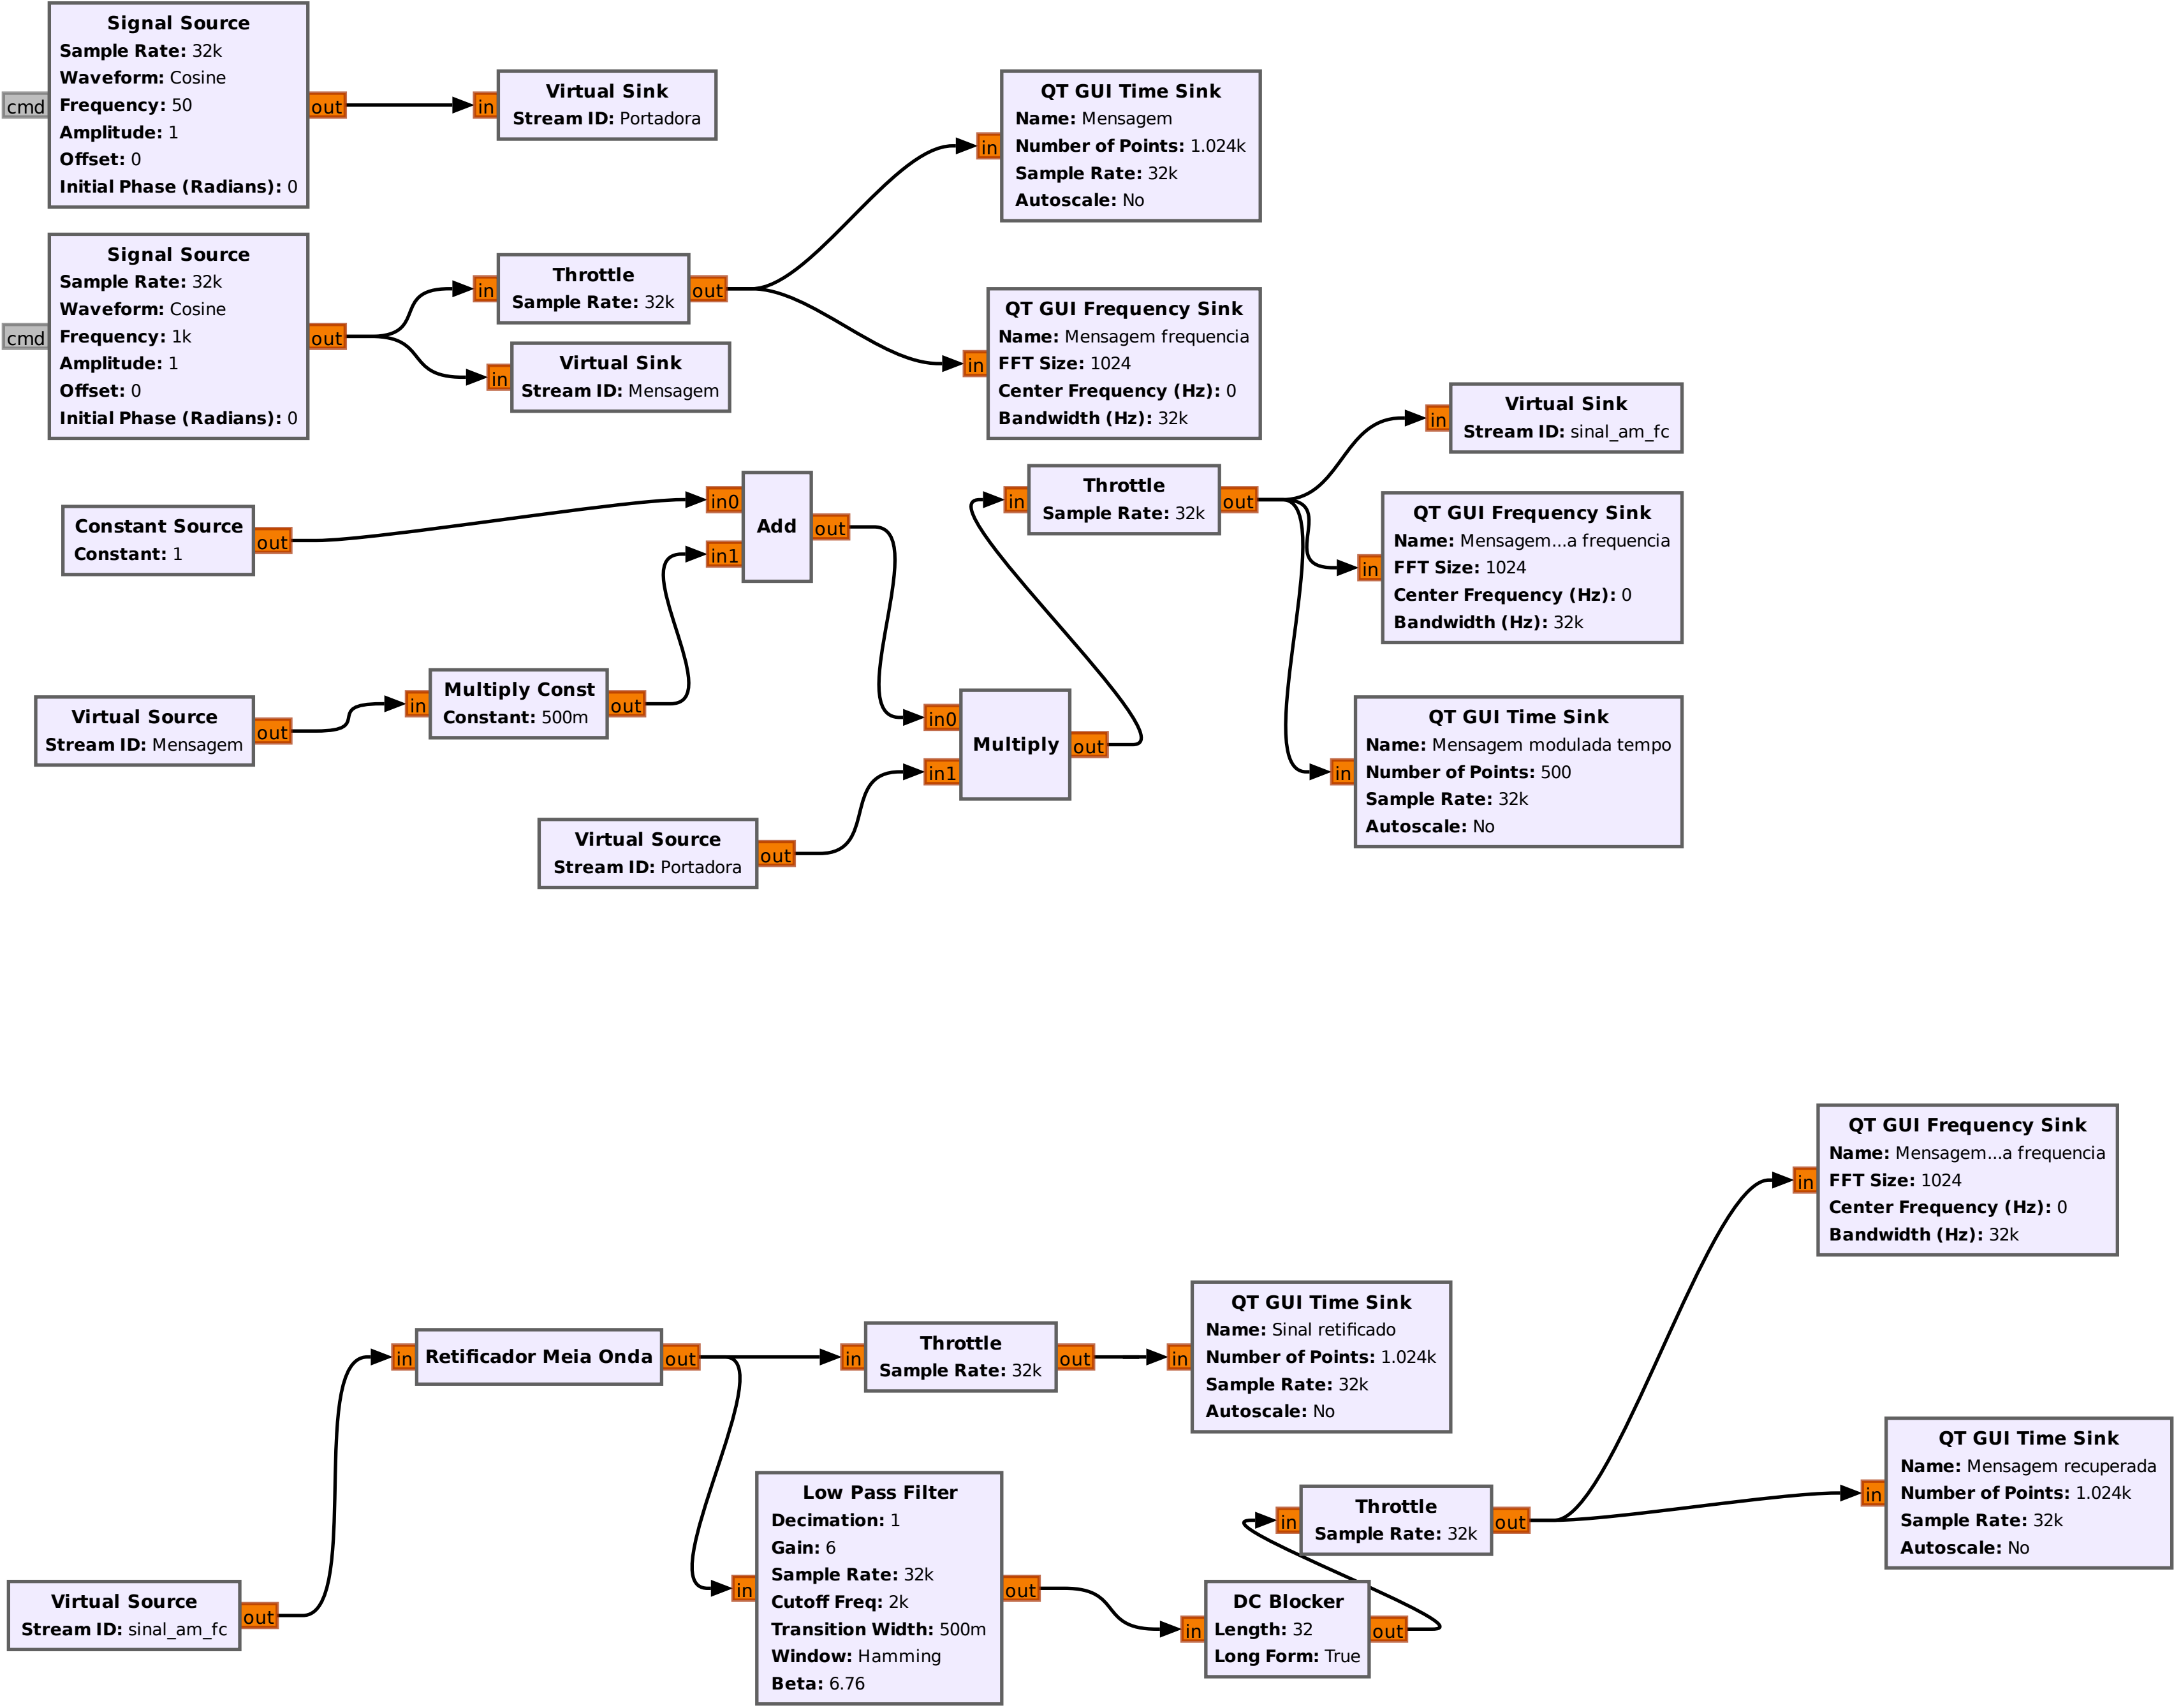 Signal Source
Sample Rate: 32k
Waveform: Cosine
cmd
Frequency: 50
out
Amplitude: 1
Offset: 0
Initial Phase (Radians): 0
in
Virtual Sink
Stream ID: Portadora
in
QT GUI Time Sink
Name: Mensagem
Number of Points: 1.024k
Sample Rate: 32k
Autoscale: No
Signal Source
Sample Rate: 32k
Waveform: Cosine
cmd
Frequency: 1k
out
Amplitude: 1
Offset: 0
Initial Phase (Radians): 0
in
Throttle
Sample Rate: 32k
out
in
Virtual Sink
Stream ID: Mensagem
in
QT GUI Frequency Sink
Name: Mensagem frequencia
FFT Size: 1024
Center Frequency (Hz): 0
Bandwidth (Hz): 32k
Constant Source
Constant: 1
out
in0
in1
Add
out
Virtual Source
Stream ID: Mensagem
out
in
Multiply Const
Constant: 500m
out
Virtual Source
Stream ID: Portadora
out
in0
in1
Multiply
out
in
Throttle
Sample Rate: 32k
out
in
Virtual Sink
Stream ID: sinal_am_fc
in
QT GUI Frequency Sink
Name: Mensagem...a frequencia
FFT Size: 1024
Center Frequency (Hz): 0
Bandwidth (Hz): 32k
in
QT GUI Time Sink
Name: Mensagem modulada tempo
Number of Points: 500
Sample Rate: 32k
Autoscale: No
Virtual Source
Stream ID: sinal_am_fc
out
in
Retificador Meia Onda
out
in
Throttle
Sample Rate: 32k
out
in
QT GUI Time Sink
Name: Sinal retificado
Number of Points: 1.024k
Sample Rate: 32k
Autoscale: No
in
Low Pass Filter
Decimation: 1
Gain: 6
Sample Rate: 32k
Cutoff Freq: 2k
Transition Width: 500m
Window: Hamming
Beta: 6.76
out
in
DC Blocker
Length: 32
Long Form: True
out
in
Throttle
Sample Rate: 32k
out
in
QT GUI Frequency Sink
Name: Mensagem...a frequencia
FFT Size: 1024
Center Frequency (Hz): 0
Bandwidth (Hz): 32k
in
QT GUI Time Sink
Name: Mensagem recuperada
Number of Points: 1.024k
Sample Rate: 32k
Autoscale: No